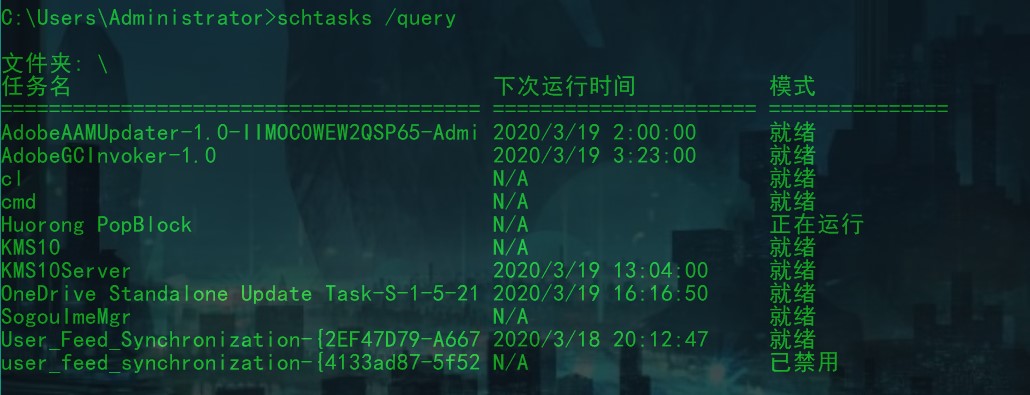 C:\Users\Administrator>schtasks /query
文件夹: \
任务名 下次运行时间 模式
======================================== ====================== ===============
AdobeAAMUpdater-1.0-IIMOCOWEW2QSP65-Admi 2020/3/19 2:00:00 就绪
AdobeGCInvoker-1.0 2020/3/19 3:23:00 就绪
cl N/A 就绪
cmd N/A 就绪
Huorong PopBlock N/A 正在运行
KMS10 N/A 就绪
KMS10Server 2020/3/19 13:04:00 就绪
OneDrive Standalone Update Task-S-1-5-21 2020/3/19 16:16:50 就绪
SogouImeMgr N/A 就绪
User_Feed_Synchronization-{2EF47D79-A667 2020/3/18 20:12:47 就绪
user_feed_synchronization-{4133ad87-5f52 N/A 已禁用